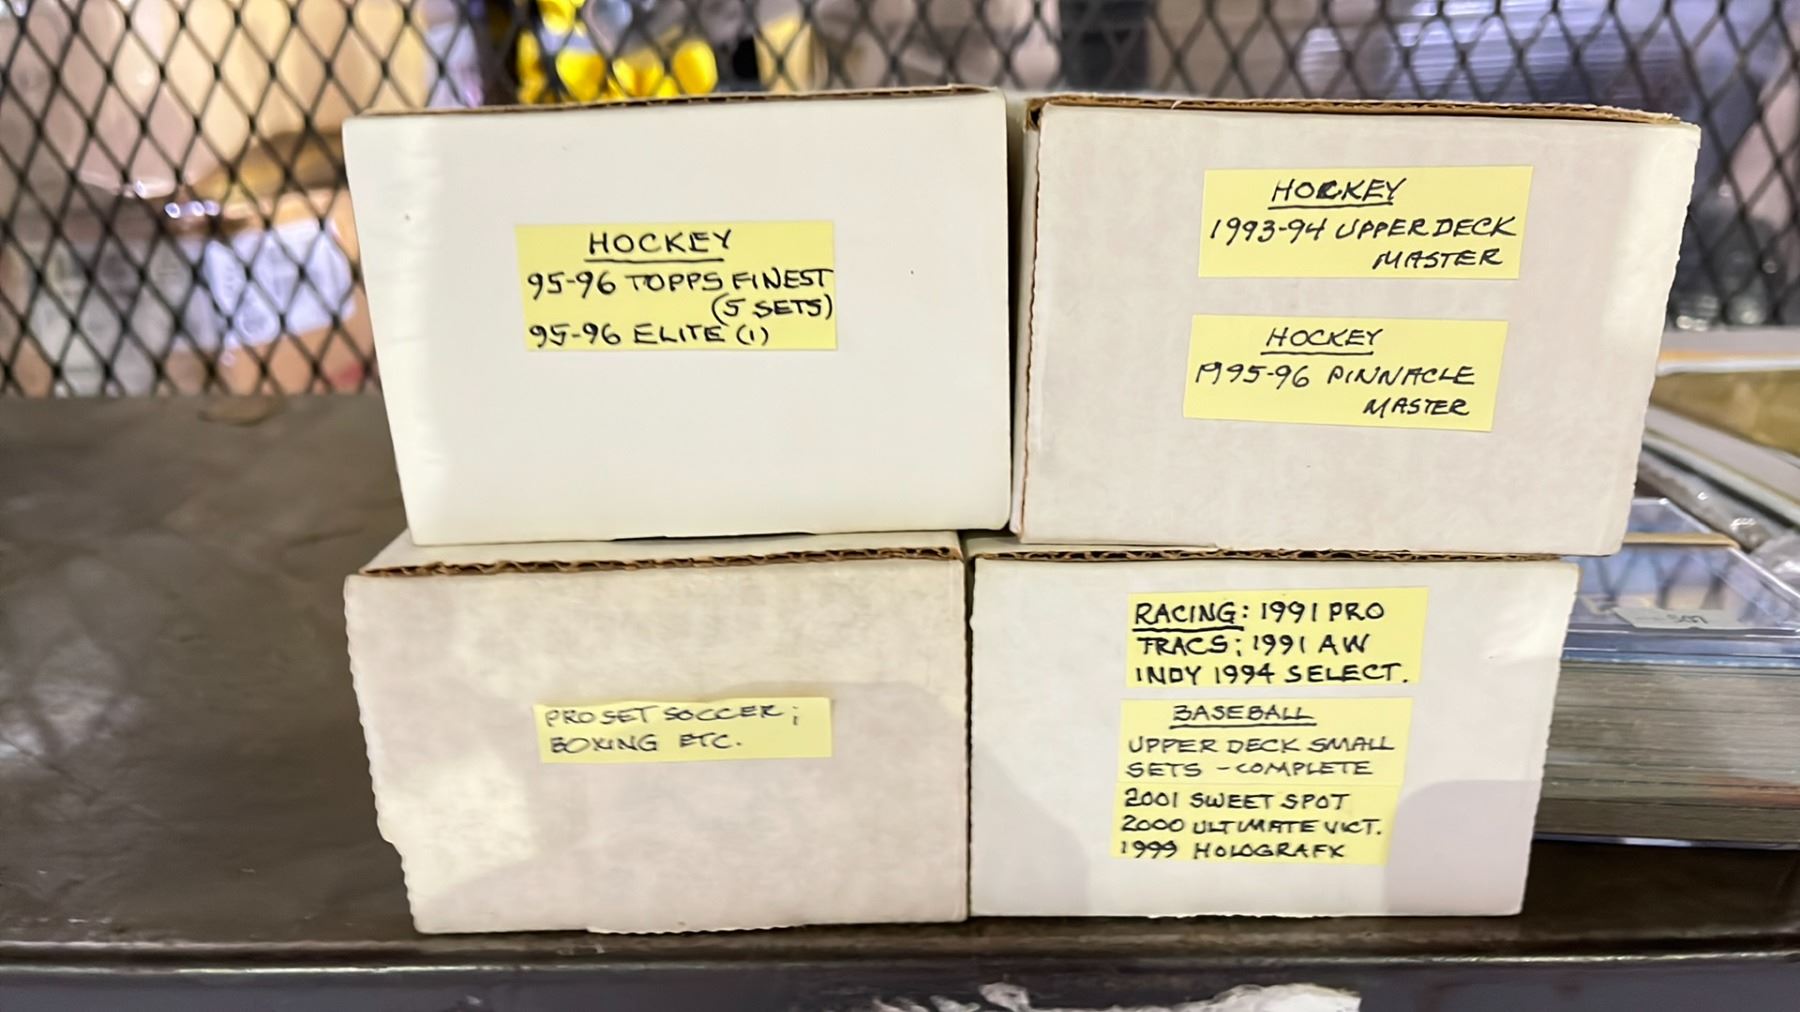 HOCKEY
95-96 TOPPS FINEST
(5 SETS)
95-96 ELITE (1)
HOCKEY
1993-94 UPPER DECK
MASTER
HOCKEY
1995-96 PINNACLE
MASTER
PRO SET SOCCER;
BOXING ETC.
RACING: 1991 PRO
TRACS; 1991 AW
INDY 1994 SELECT.
BASEBALL
UPPER DECK SMALL
SETS - COMPLETE
2001 SWEET SPOT
2000 ULTIMATE VICT.
1999 HOLOGRAFX